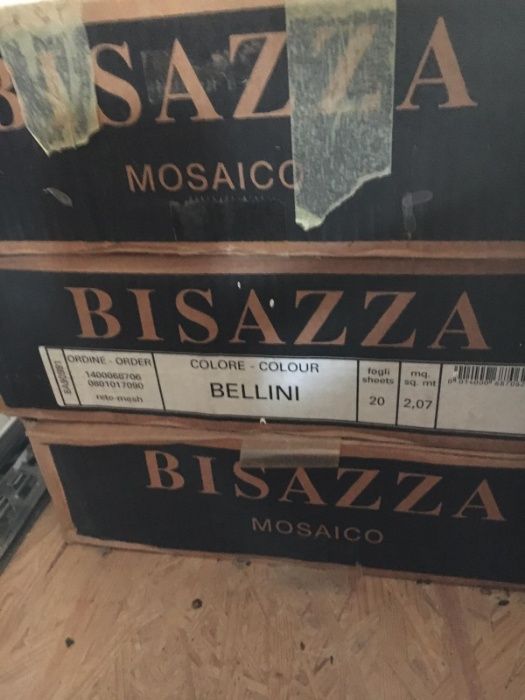 BISAZZA
MOSAICO
BISAZZA
ORDINE - ORDER
1400068706
0801017090
rete-mesh
COLORE - COLOUR
BELLINI
fogli
sheets
20
mq.
sq. mt
2,07
BISAZZA
MOSAICO